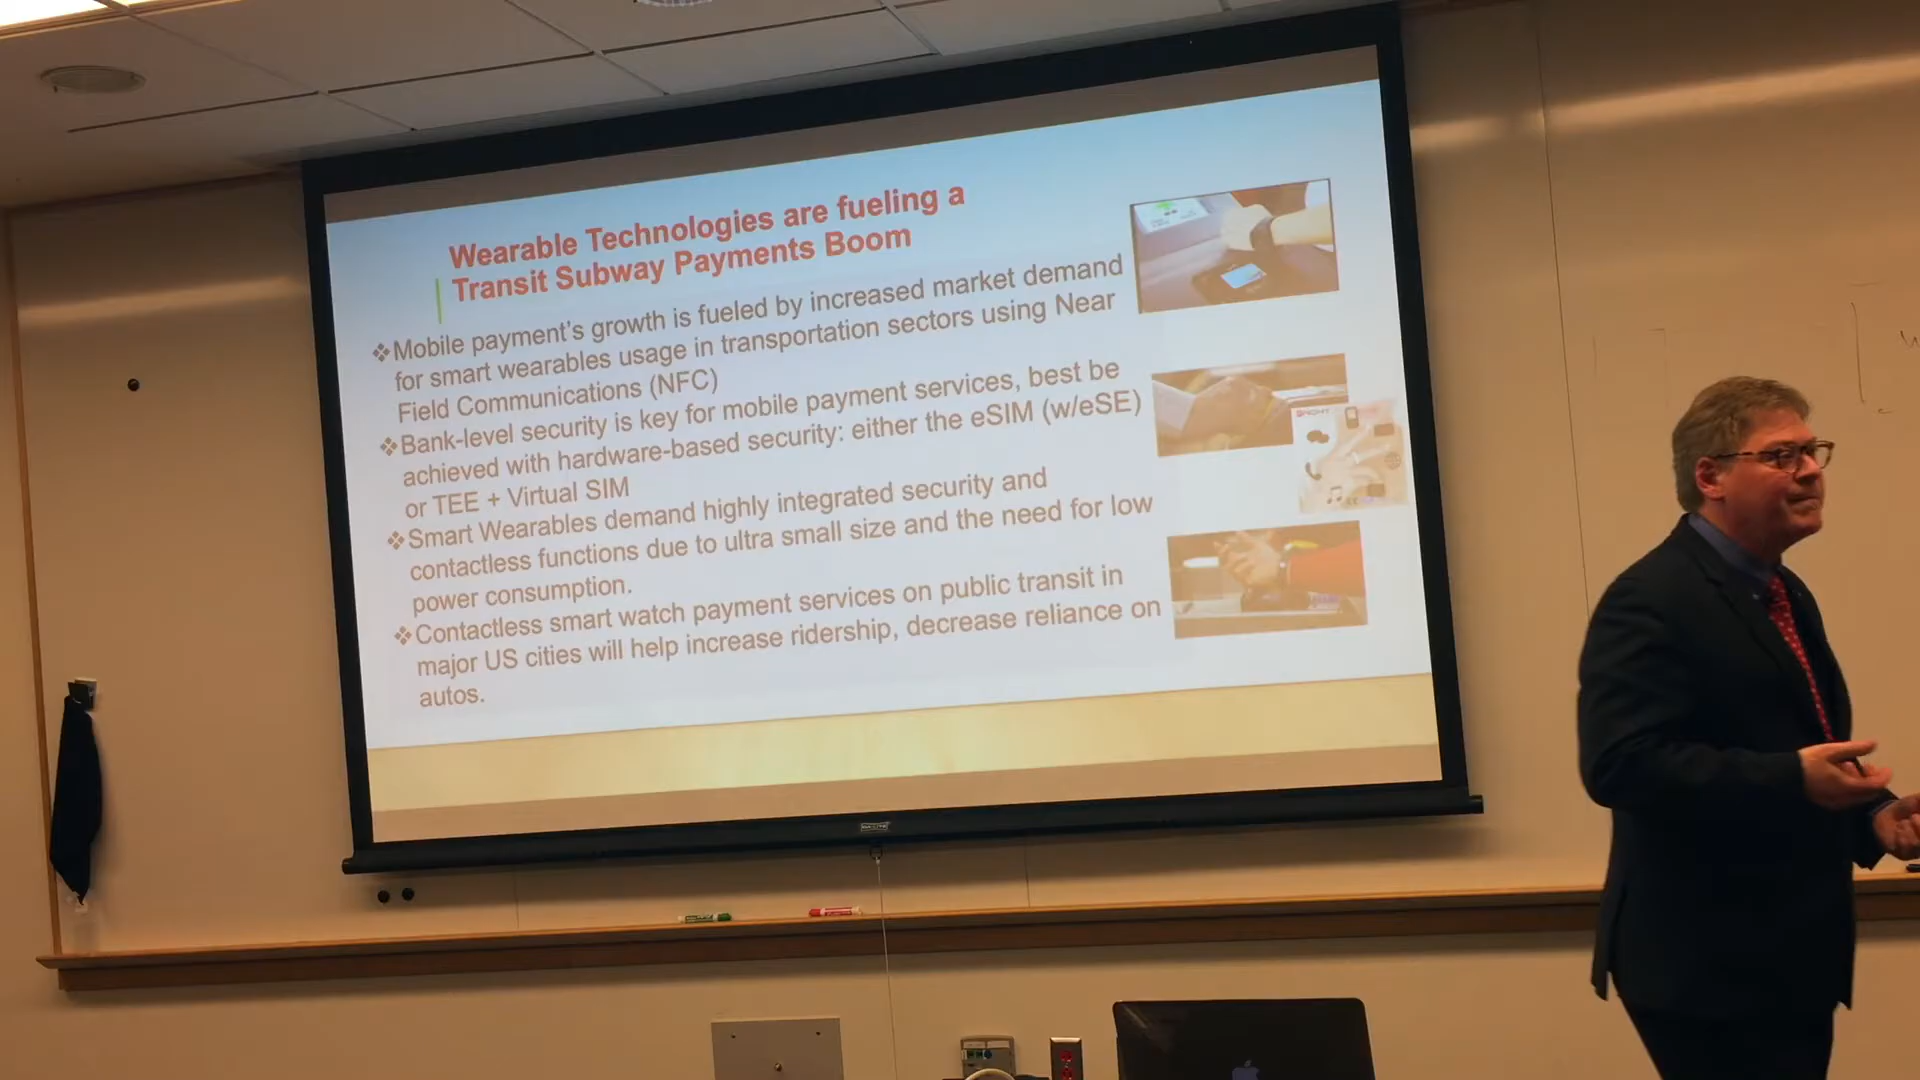 Wearable Technologies are fueling a
Transit Subway Payments Boom
❖Mobile payment's growth is fueled by increased market demand
for smart wearables usage in transportation sectors using Near
Field Communications (NFC)
❖Bank-level security is key for mobile payment services, best be
achieved with hardware-based security: either the eSIM (w/eSE)
or TEE + Virtual SIM
❖Smart Wearables demand highly integrated security and
contactless functions due to ultra small size and the need for low
power consumption.
❖Contactless smart watch payment services on public transit in
major US cities will help increase ridership, decrease reliance on
autos.